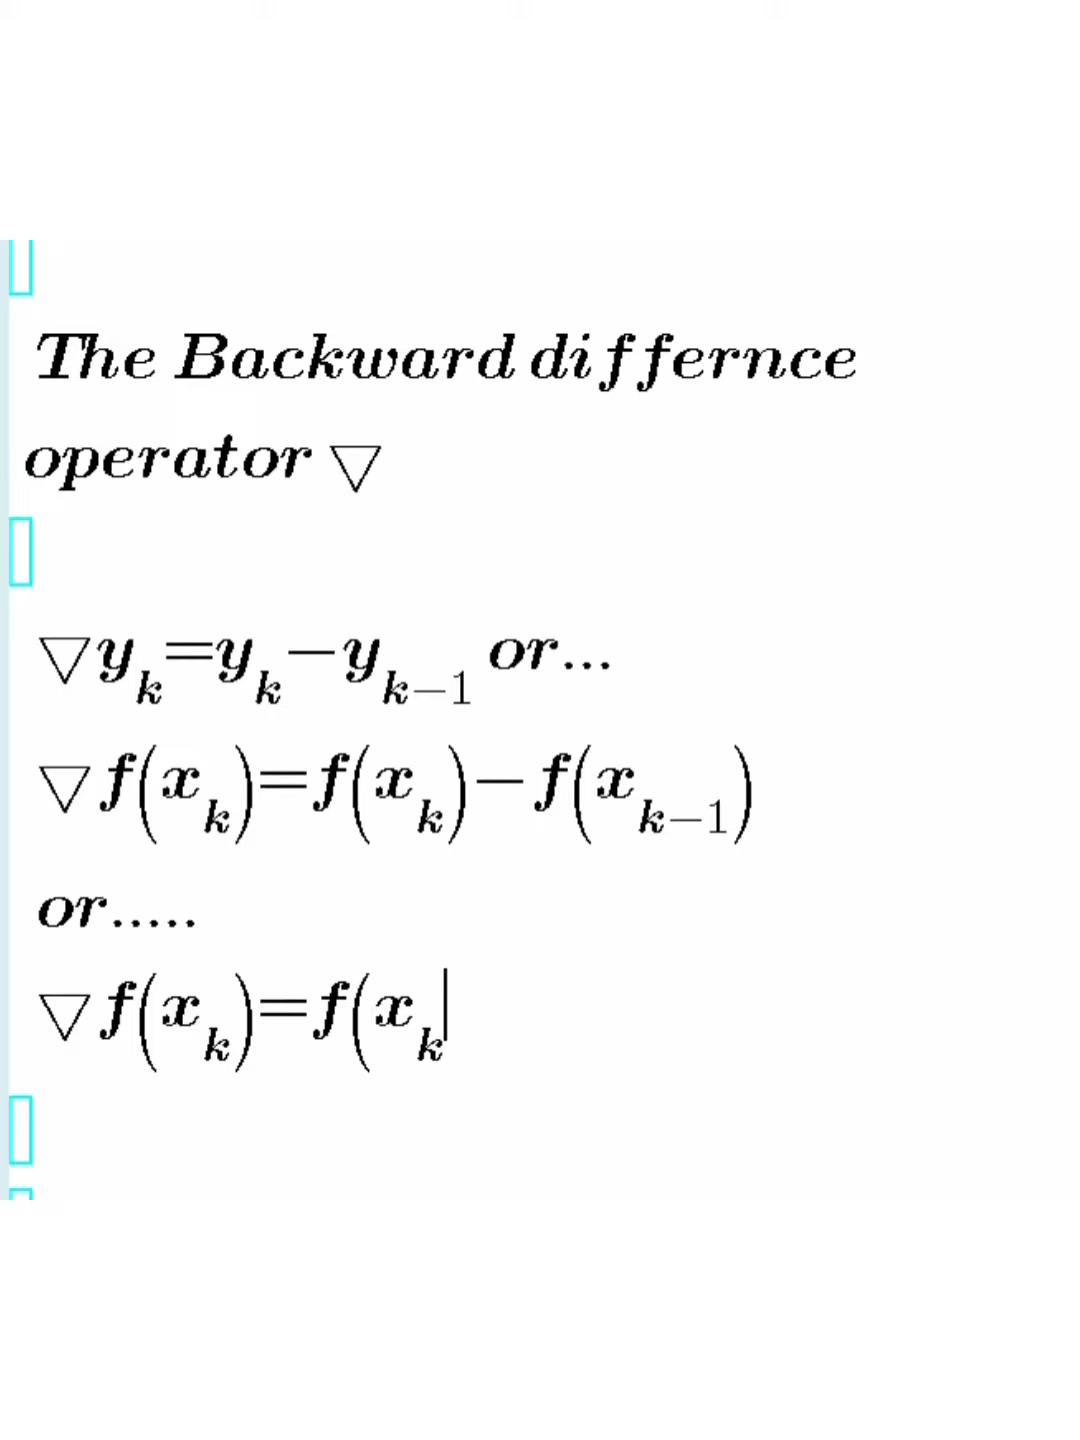 The Backward differnce
operator ▽
▽y_k=y_k−y_{k−1} or...
▽f(x_k)=f(x_k)−f(x_{k−1})
or.....
▽f(x_k)=f(x_k